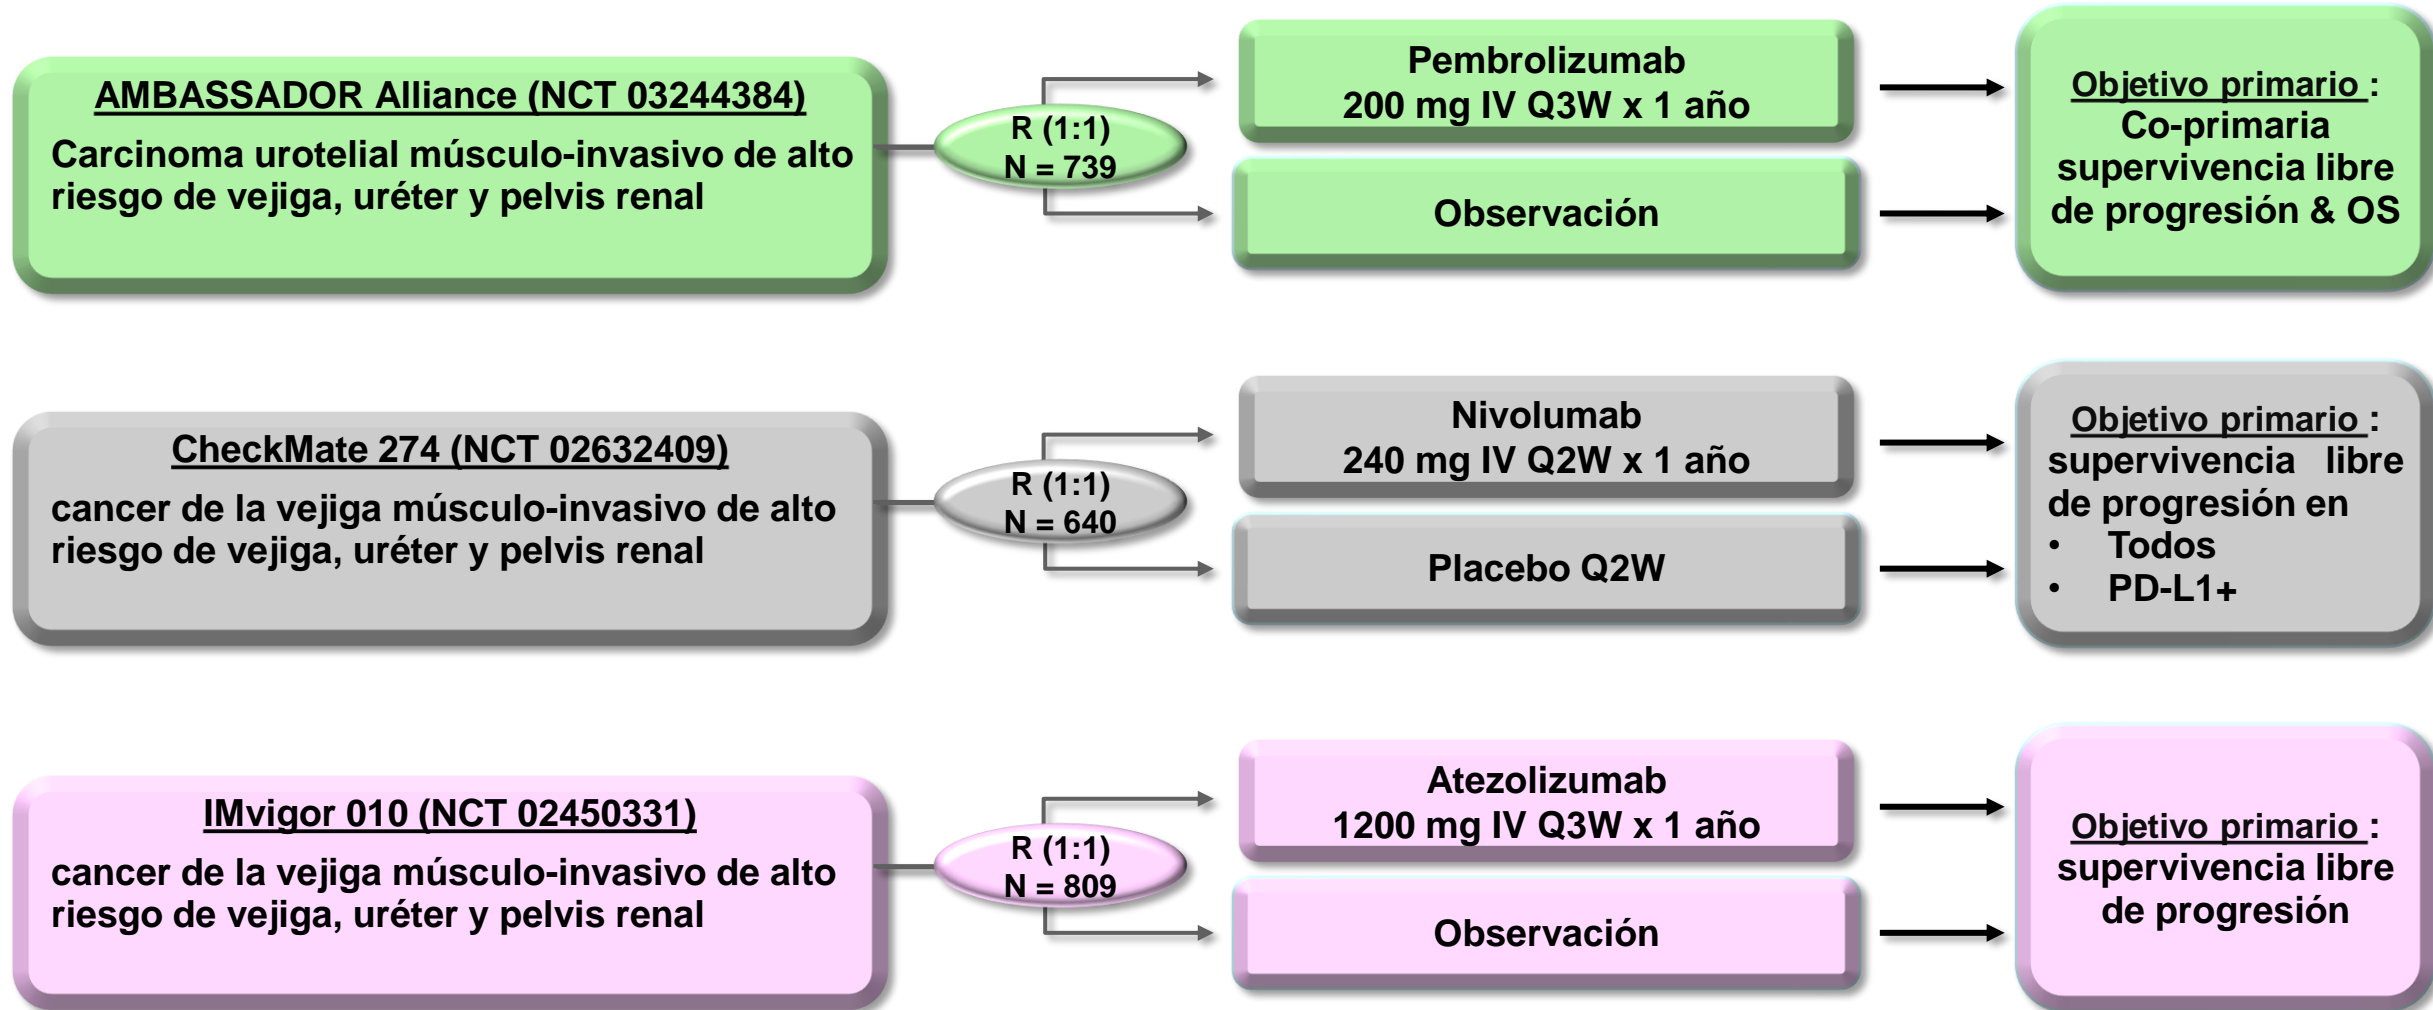 AMBASSADOR Alliance (NCT 03244384)
Carcinoma urotelial músculo-invasivo de alto
riesgo de vejiga, uréter y pelvis renal
R (1:1)
N = 739
Pembrolizumab
200 mg IV Q3W x 1 año
Observación
Objetivo primario :
Co-primaria
supervivencia libre
de progresión & OS
CheckMate 274 (NCT 02632409)
cancer de la vejiga músculo-invasivo de alto
riesgo de vejiga, uréter y pelvis renal
R (1:1)
N = 640
Nivolumab
240 mg IV Q2W x 1 año
Placebo Q2W
Objetivo primario :
supervivencia libre
de progresión en
• Todos
• PD-L1+
IMvigor 010 (NCT 02450331)
cancer de la vejiga músculo-invasivo de alto
riesgo de vejiga, uréter y pelvis renal
R (1:1)
N = 809
Atezolizumab
1200 mg IV Q3W x 1 año
Observación
Objetivo primario :
supervivencia libre
de progresión